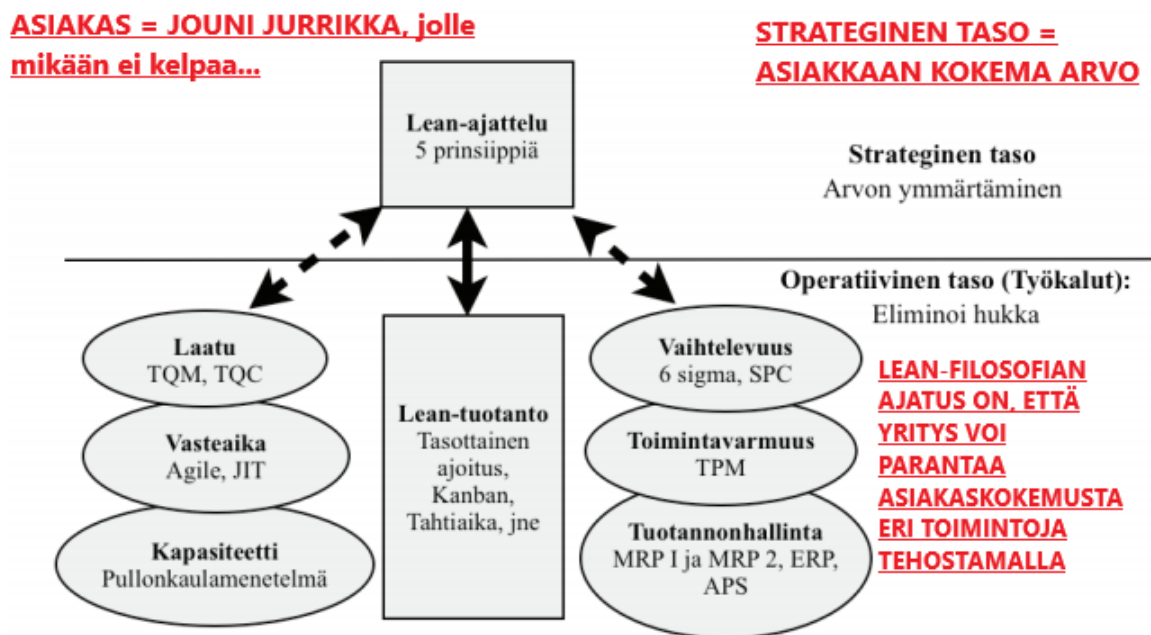 ASIAKAS = JOUNI JURRIKKA, jolle
mikään ei kelpaa...
STRATEGINEN TASO =
ASIAKKAAN KOKEMA ARVO
Lean-ajattelu
5 prinsiippiä
Strateginen taso
Arvon ymmärtäminen
Operatiivinen taso (Työkalut):
Eliminoi hukka
Laatu
TQM, TQC
Vasteaika
Agile, JIT
Kapasiteetti
Pullonkaulamenetelmä
Lean-tuotanto
Tasottainen
ajoitus,
Kanban,
Tahtiaika, jne
Vaihtelevuus
6 sigma, SPC
Toimintavarmuus
TPM
Tuotannonhallinta
MRP I ja MRP 2, ERP,
APS
LEAN-FILOSOFIAN
AJATUS ON, ETTÄ
YRITYS VOI
PARANTAA
ASIAKASKOKEMUSTA
ERI TOIMINTOJA
TEHOSTAMALLA